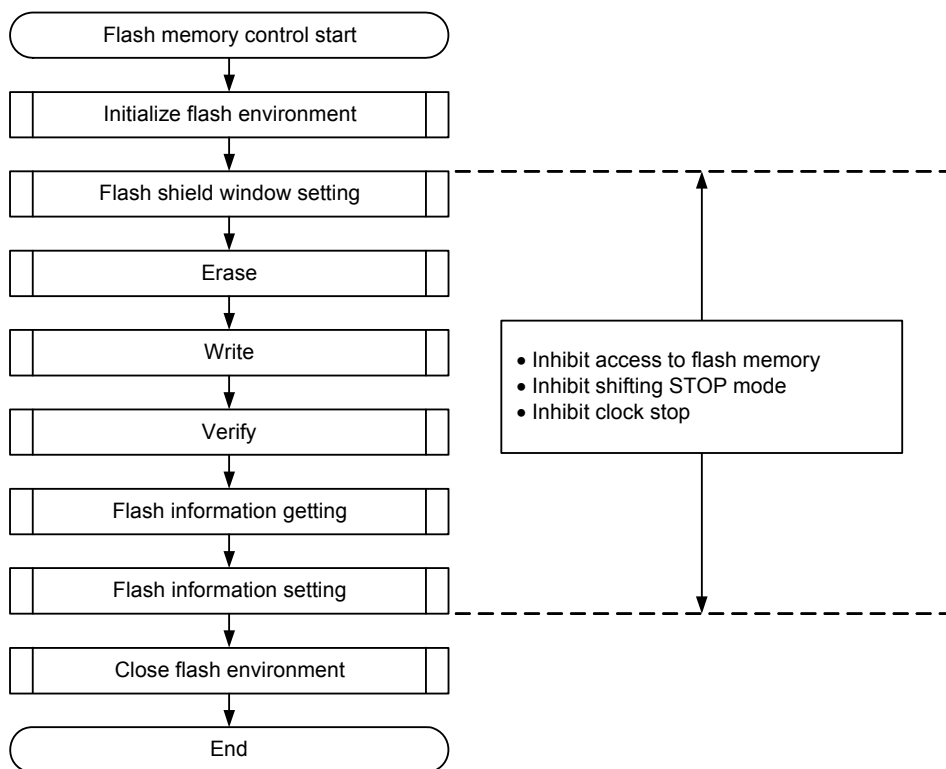 Flash memory control start
Initialize flash environment
Flash shield window setting
Erase
Write
Verify
Flash information getting
Flash information setting
Close flash environment
End
• Inhibit access to flash memory
• Inhibit shifting STOP mode
• Inhibit clock stop